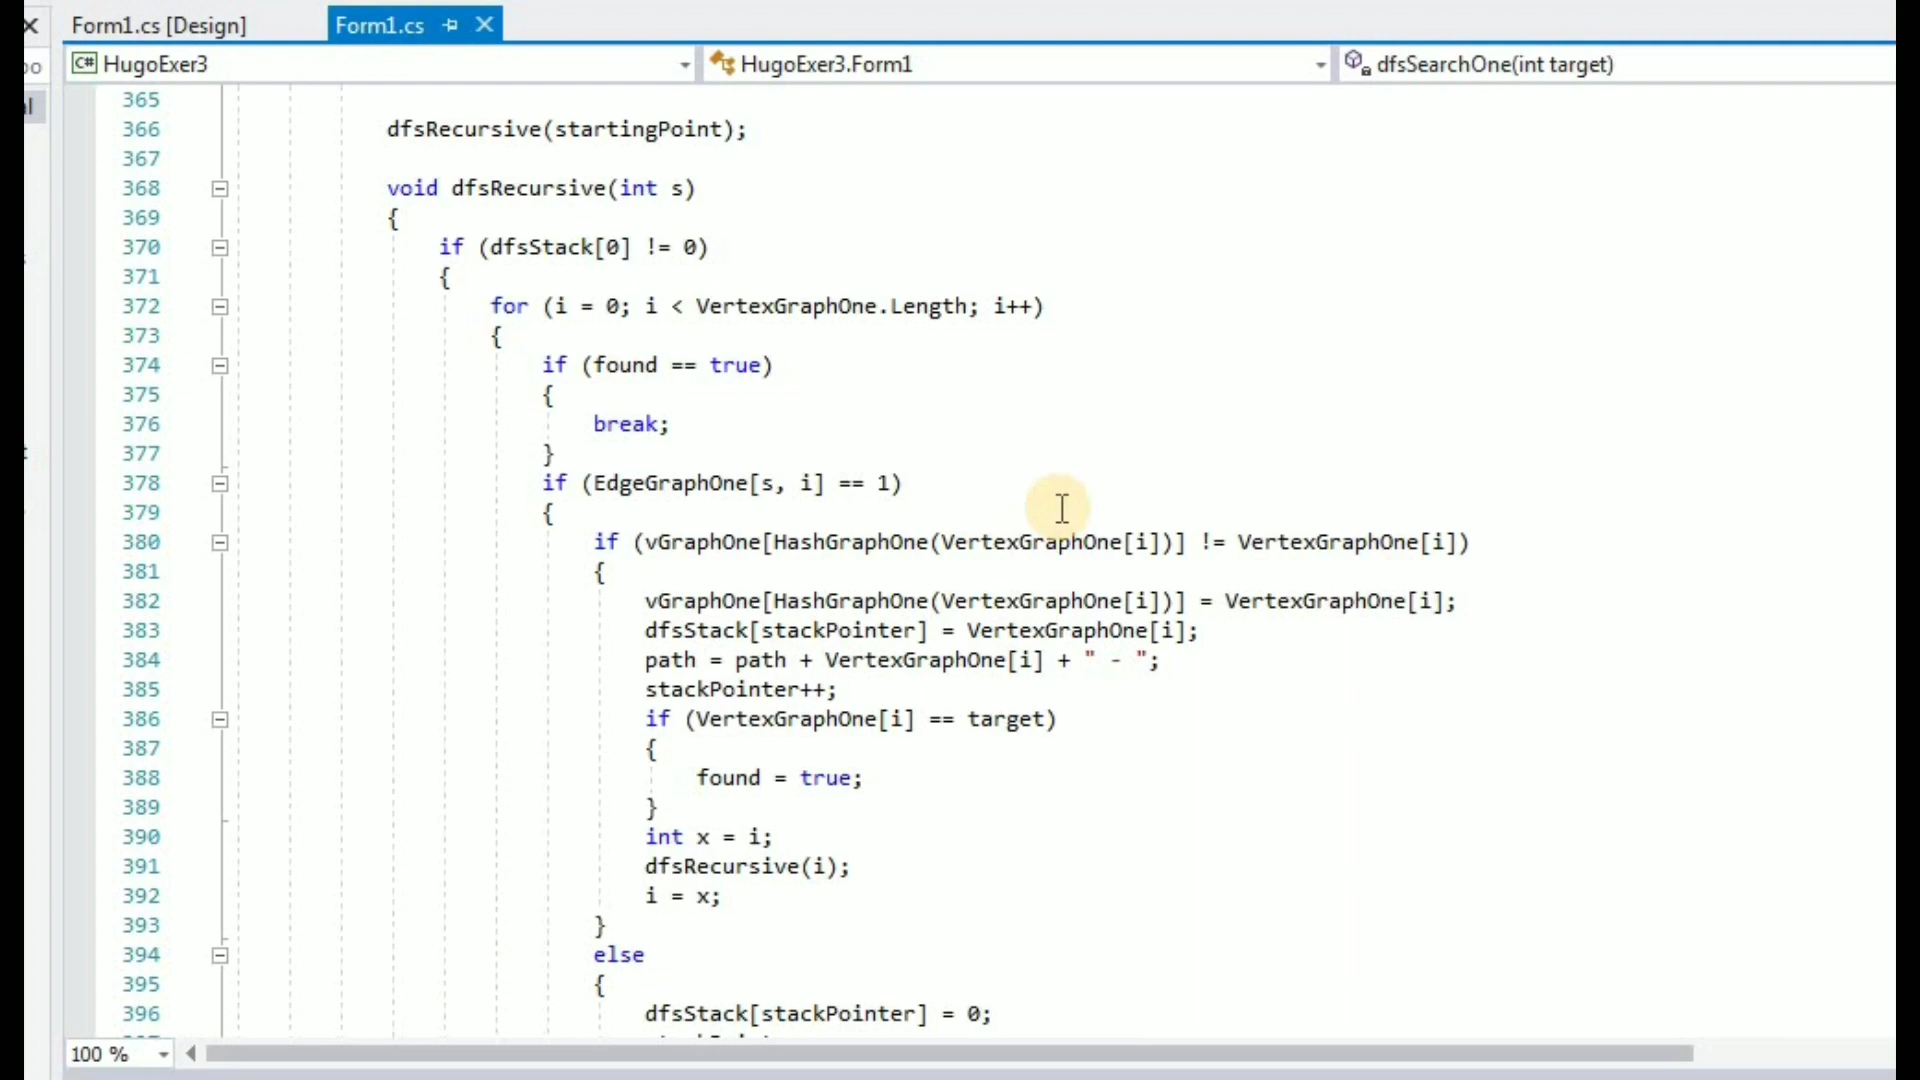 Form1.cs [Design]
Form1.cs
C# HugoExer3
HugoExer3.Form1
dfsSearchOne(int target)
365
366 dfsRecursive(startingPoint);
367
368 void dfsRecursive(int s)
369 {
370 if (dfsStack[0] != 0)
371 {
372 for (i = 0; i < VertexGraphOne.Length; i++)
373 {
374 if (found == true)
375 {
376 break;
377 }
378 if (EdgeGraphOne[s, i] == 1)
379 {
380 if (vGraphOne[HashGraphOne(VertexGraphOne[i])] != VertexGraphOne[i])
381 {
382 vGraphOne[HashGraphOne(VertexGraphOne[i])] = VertexGraphOne[i];
383 dfsStack[stackPointer] = VertexGraphOne[i];
384 path = path + VertexGraphOne[i] + " - ";
385 stackPointer++;
386 if (VertexGraphOne[i] == target)
387 {
388 found = true;
389 }
390 int x = i;
391 dfsRecursive(i);
392 i = x;
393 }
394 else
395 {
396 dfsStack[stackPointer] = 0;
100 %